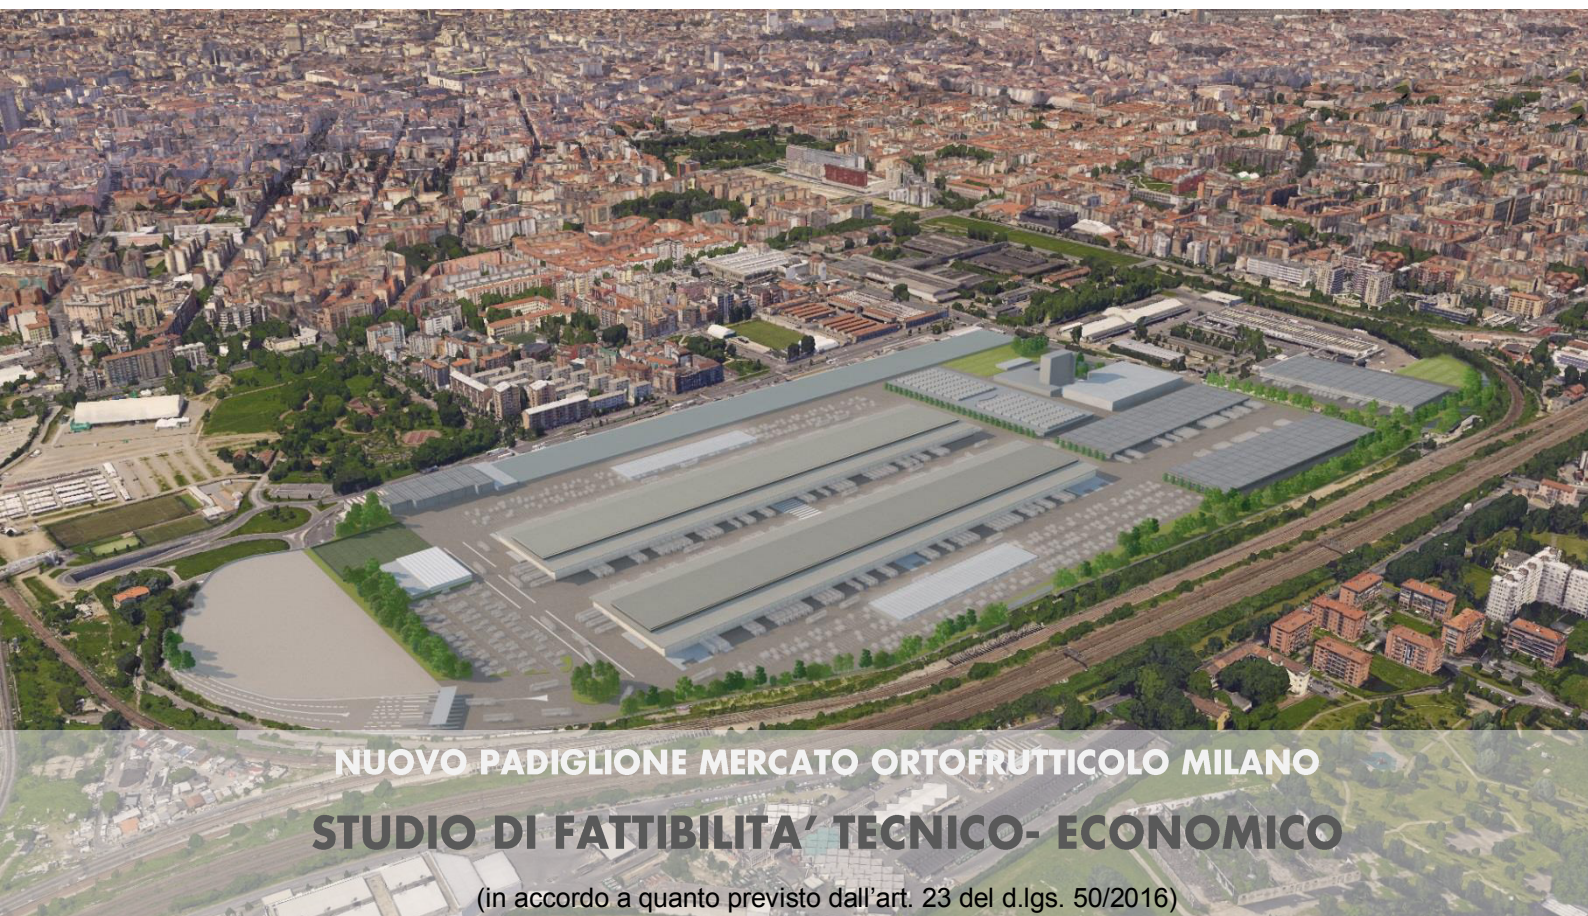 NUOVO PADIGLIONE MERCATO ORTOFRUTTICOLO MILANO
STUDIO DI FATTIBILITA’ TECNICO- ECONOMICO
(in accordo a quanto previsto dall’art. 23 del d.lgs. 50/2016)